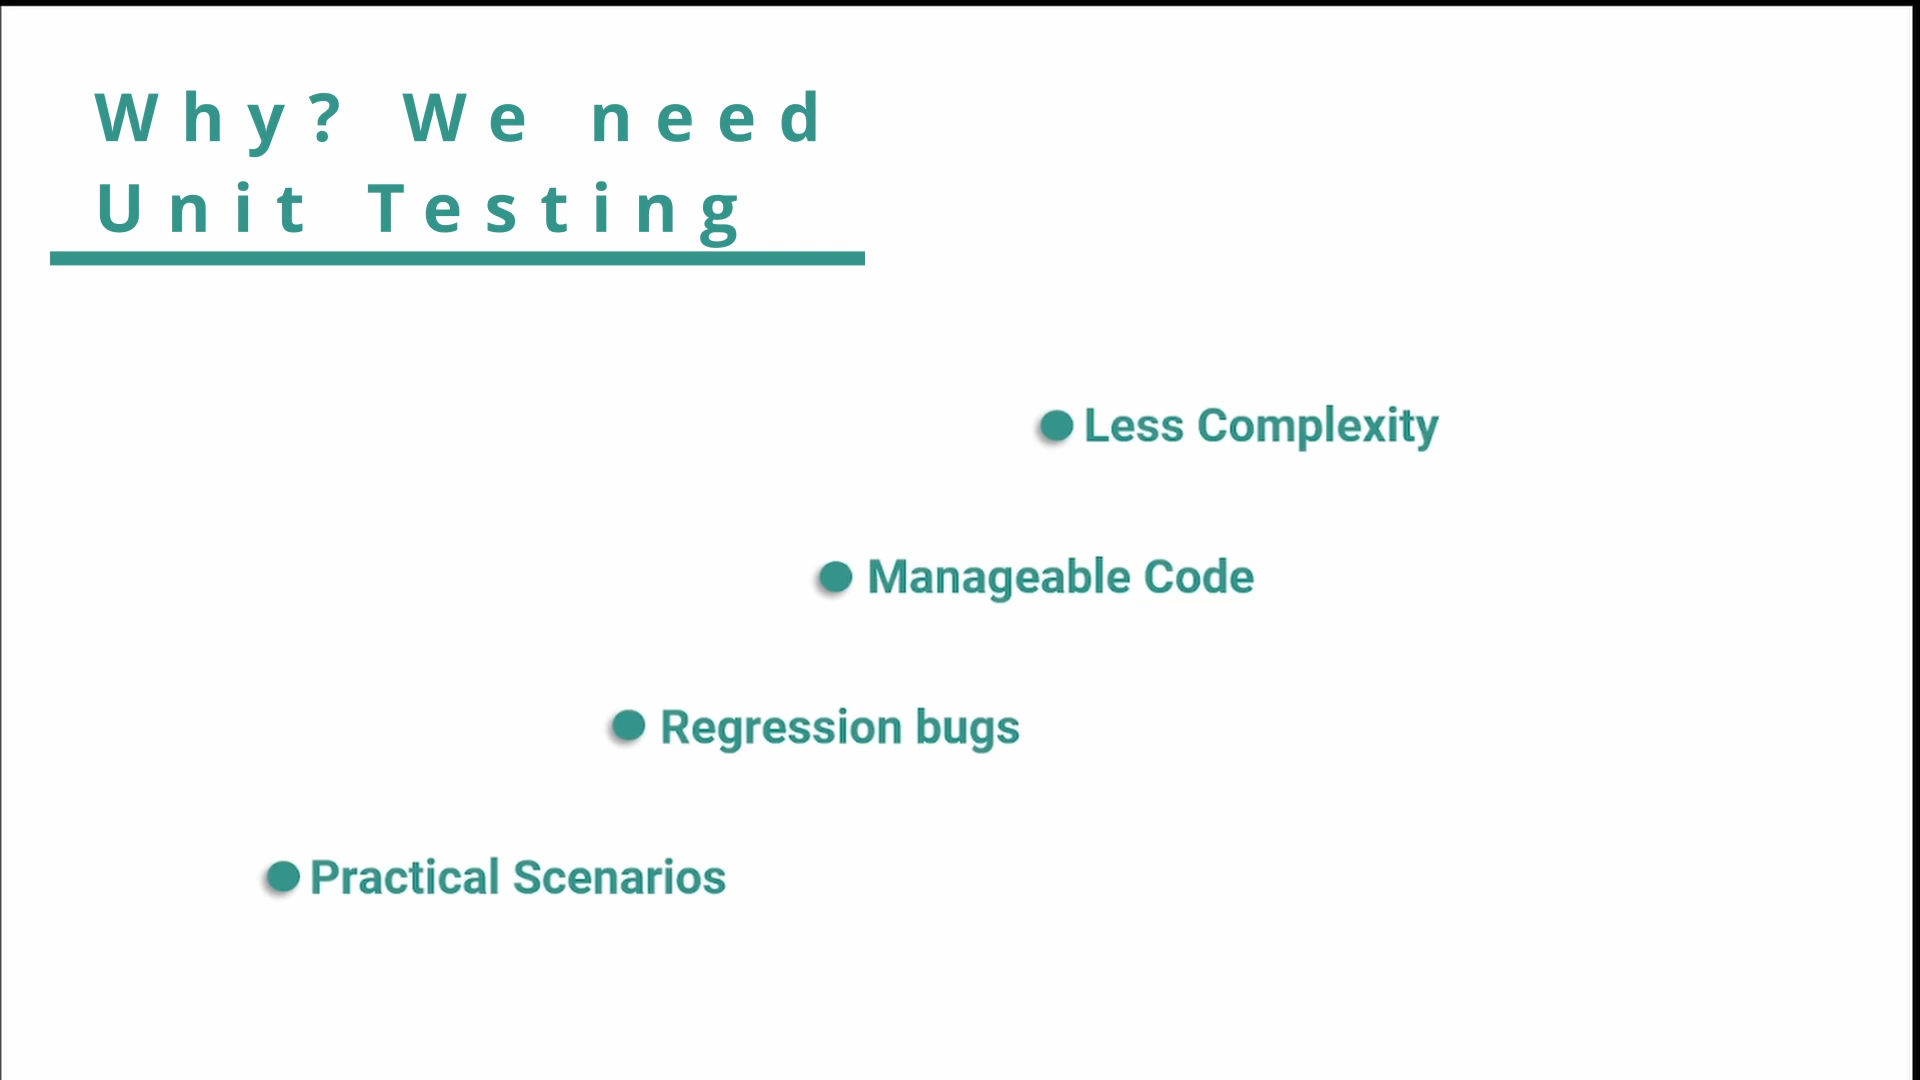 Why? We need
Unit Testing
Less Complexity
Manageable Code
Regression bugs
Practical Scenarios